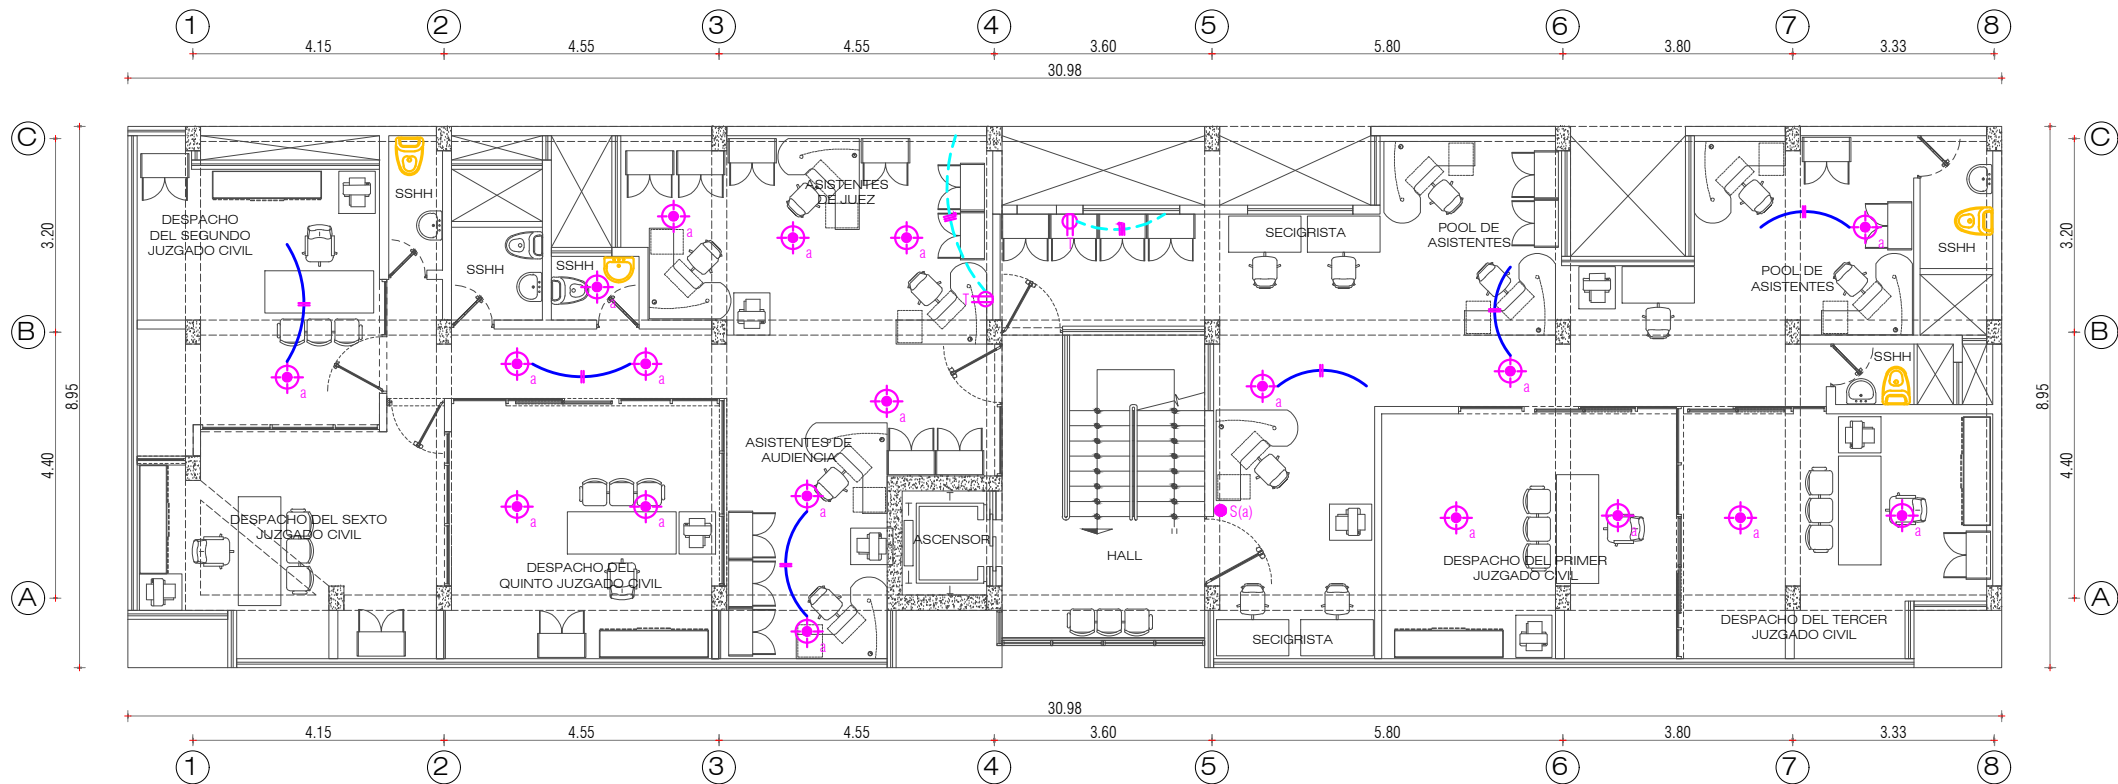 1 2 3 4 5 6 7 8
4.15 4.55 4.55 3.60 5.80 3.80 3.33
30.98
C C
ASISTENTES
DE JUEZ
SSHH
DESPACHO
DEL SEGUNDO
JUZGADO CIVIL
3.20
SECIGRISTA
POOL DE
ASISTENTES
3.20
a a a a
T
SSHH
SSHH
SSHH
POOL DE
ASISTENTES
a
T
B B
SSHH
a a a a a a
8.95 8.95
ASISTENTES DE
AUDIENCIA
4.40 4.40
a a a S(a) a a a a
DESPACHO DEL SEXTO
JUZGADO CIVIL
ASCENSOR
HALL
DESPACHO DEL
QUINTO JUZGADO CIVIL
DESPACHO DEL PRIMER
JUZGADO CIVIL
A A
a
SECIGRISTA
DESPACHO DEL TERCER
JUZGADO CIVIL
30.98
4.15 4.55 4.55 3.60 5.80 3.80 3.33
1 2 3 4 5 6 7 8